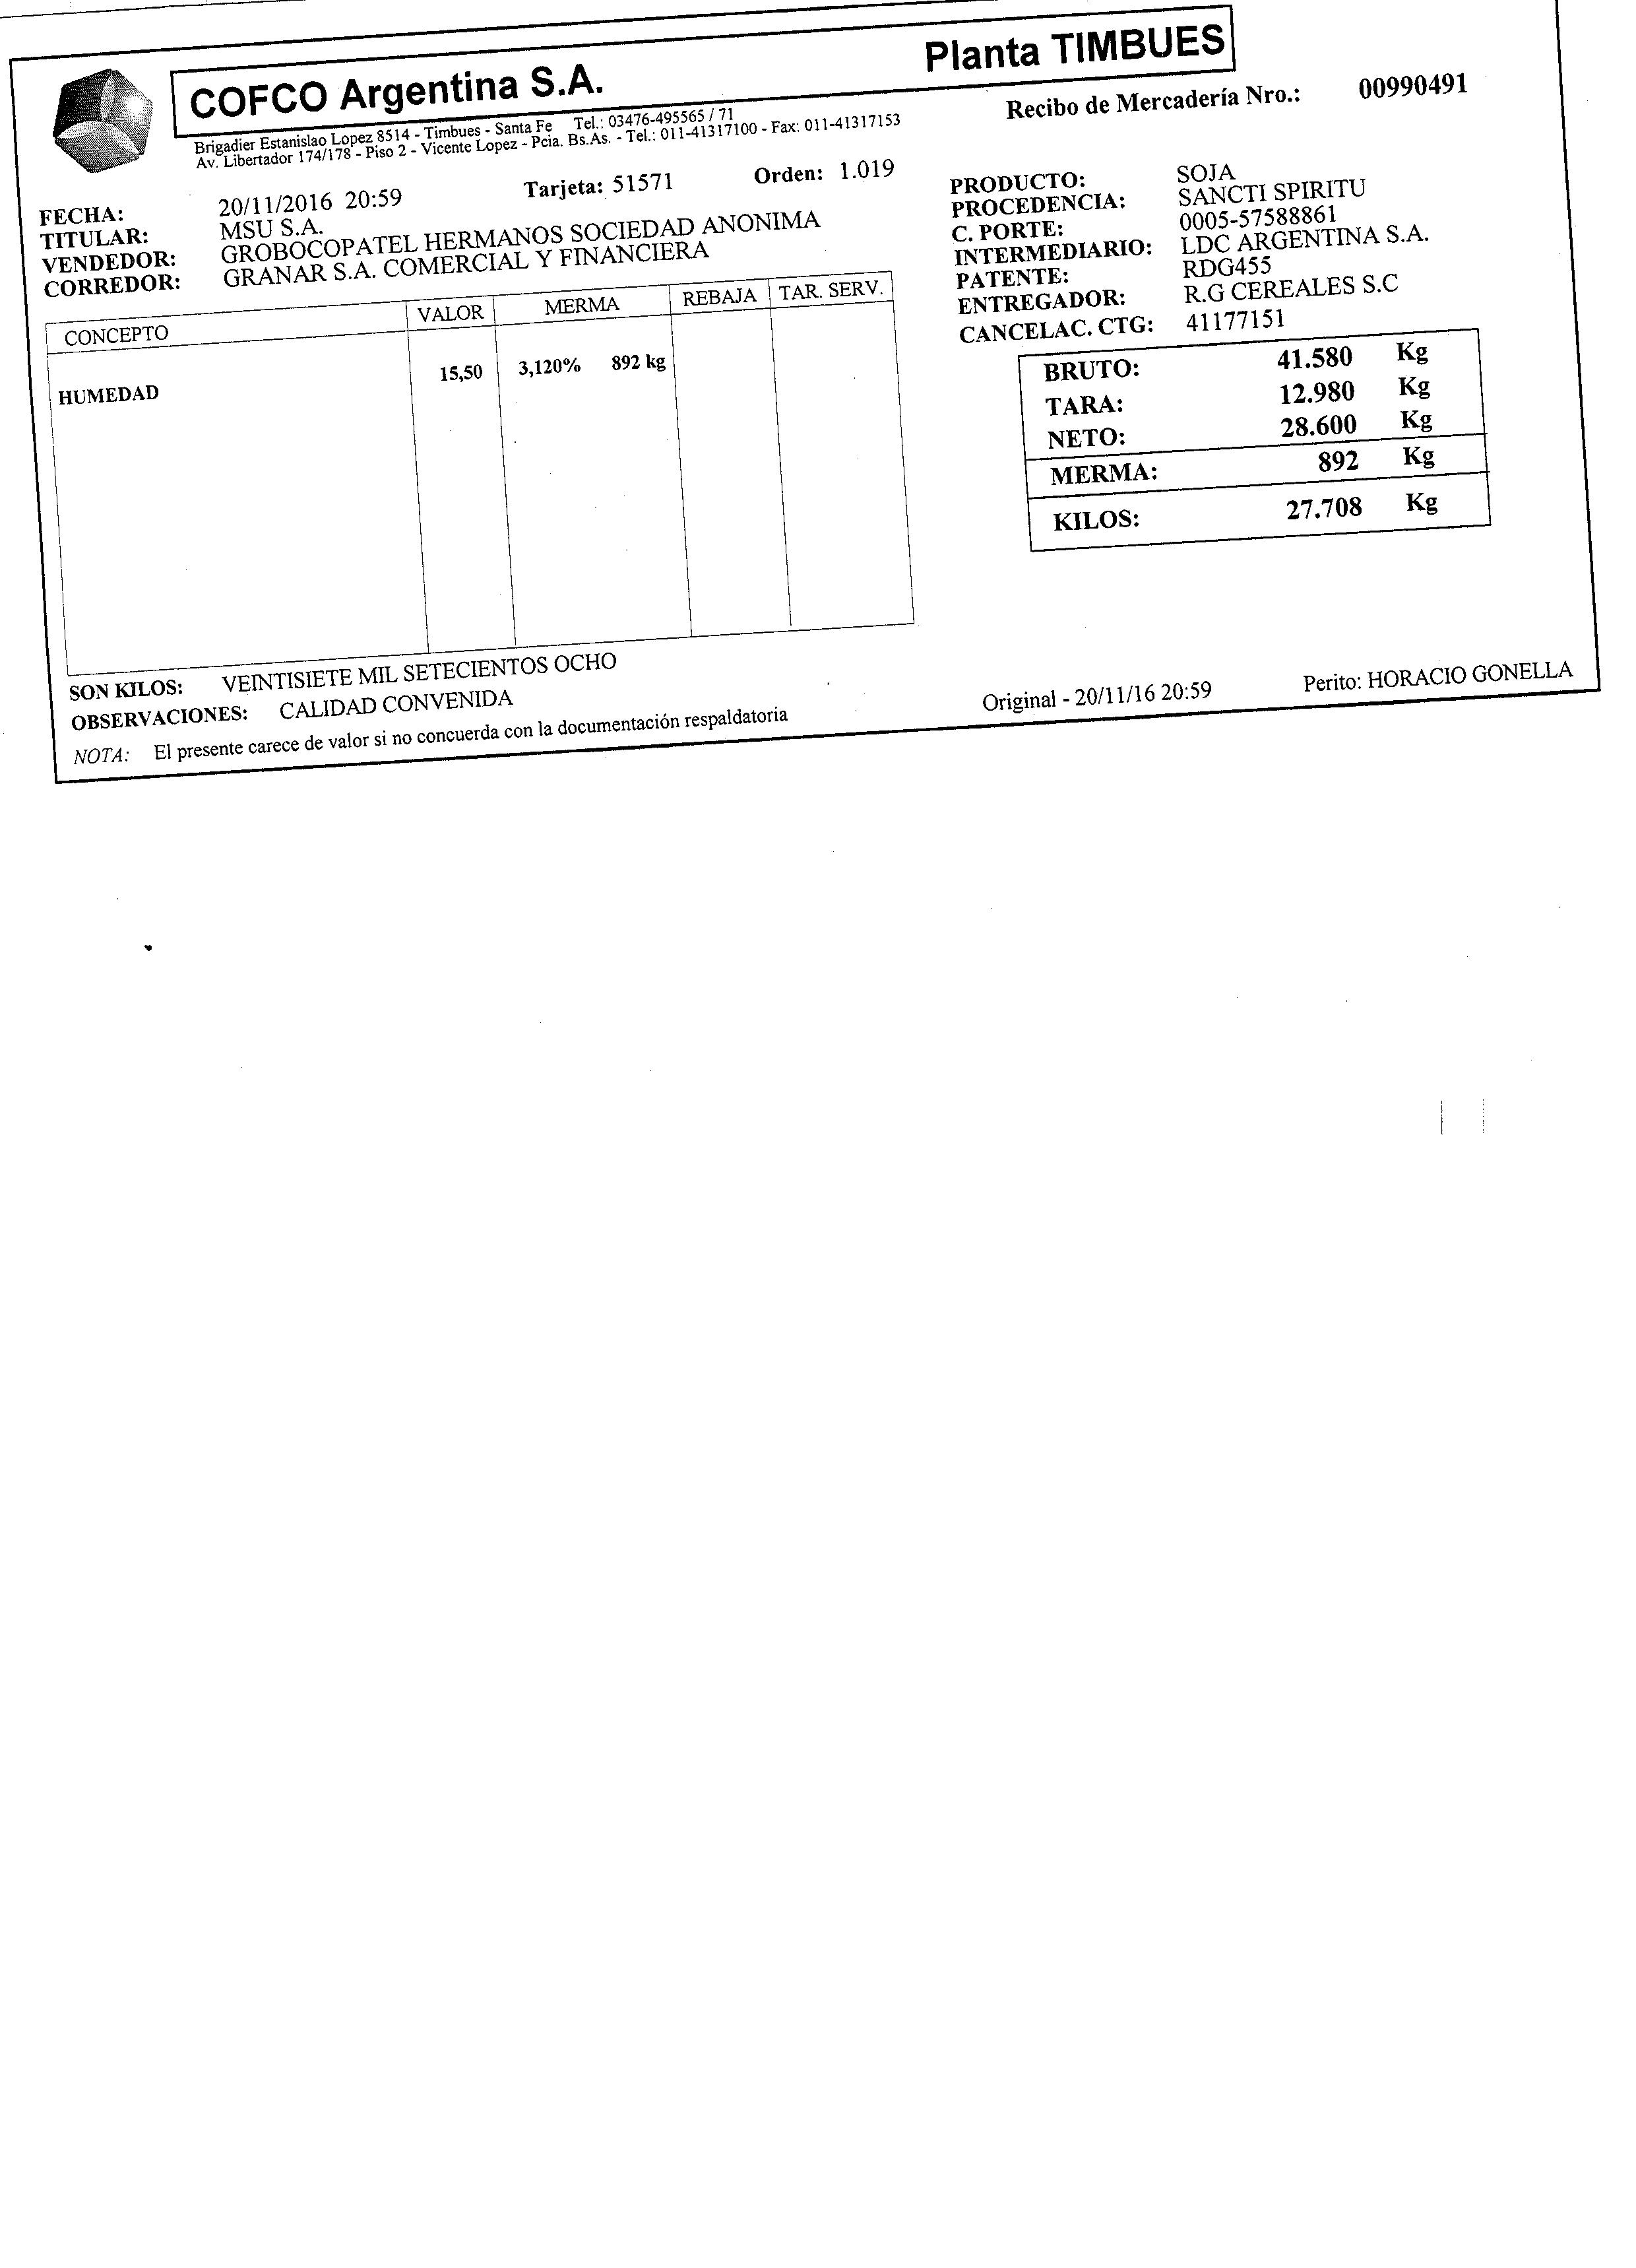 COFCO Argentina S.A. Planta TIMBUES
Brigadier Estanislao Lopez 8514 - Timbues - Santa Fe Tel.: 03476-495565 / 71
Av. Libertador 174/178 - Piso 2 - Vicente Lopez - Pcia. Bs.As. - Tel.: 011-41317100 - Fax: 011-41317153
Recibo de Mercadería Nro.: 00990491
FECHA: 20/11/2016 20:59 Tarjeta: 51571 Orden: 1.019
TITULAR: MSU S.A.
VENDEDOR: GROBOCOPATEL HERMANOS SOCIEDAD ANONIMA
CORREDOR: GRANAR S.A. COMERCIAL Y FINANCIERA
PRODUCTO: SOJA
PROCEDENCIA: SANCTI SPIRITU
C. PORTE: 0005-57588861
INTERMEDIARIO: LDC ARGENTINA S.A.
PATENTE: RDG455
ENTREGADOR: R.G CEREALES S.C
CANCELAC. CTG: 41177151
CONCEPTO VALOR MERMA REBAJA TAR. SERV.
HUMEDAD 15,50 3,120% 892 kg
BRUTO: 41.580 Kg
TARA: 12.980 Kg
NETO: 28.600 Kg
MERMA: 892 Kg
KILOS: 27.708 Kg
SON KILOS: VEINTISIETE MIL SETECIENTOS OCHO
OBSERVACIONES: CALIDAD CONVENIDA
NOTA: El presente carece de valor si no concuerda con la documentación respaldatoria
Original - 20/11/16 20:59 Perito: HORACIO GONELLA